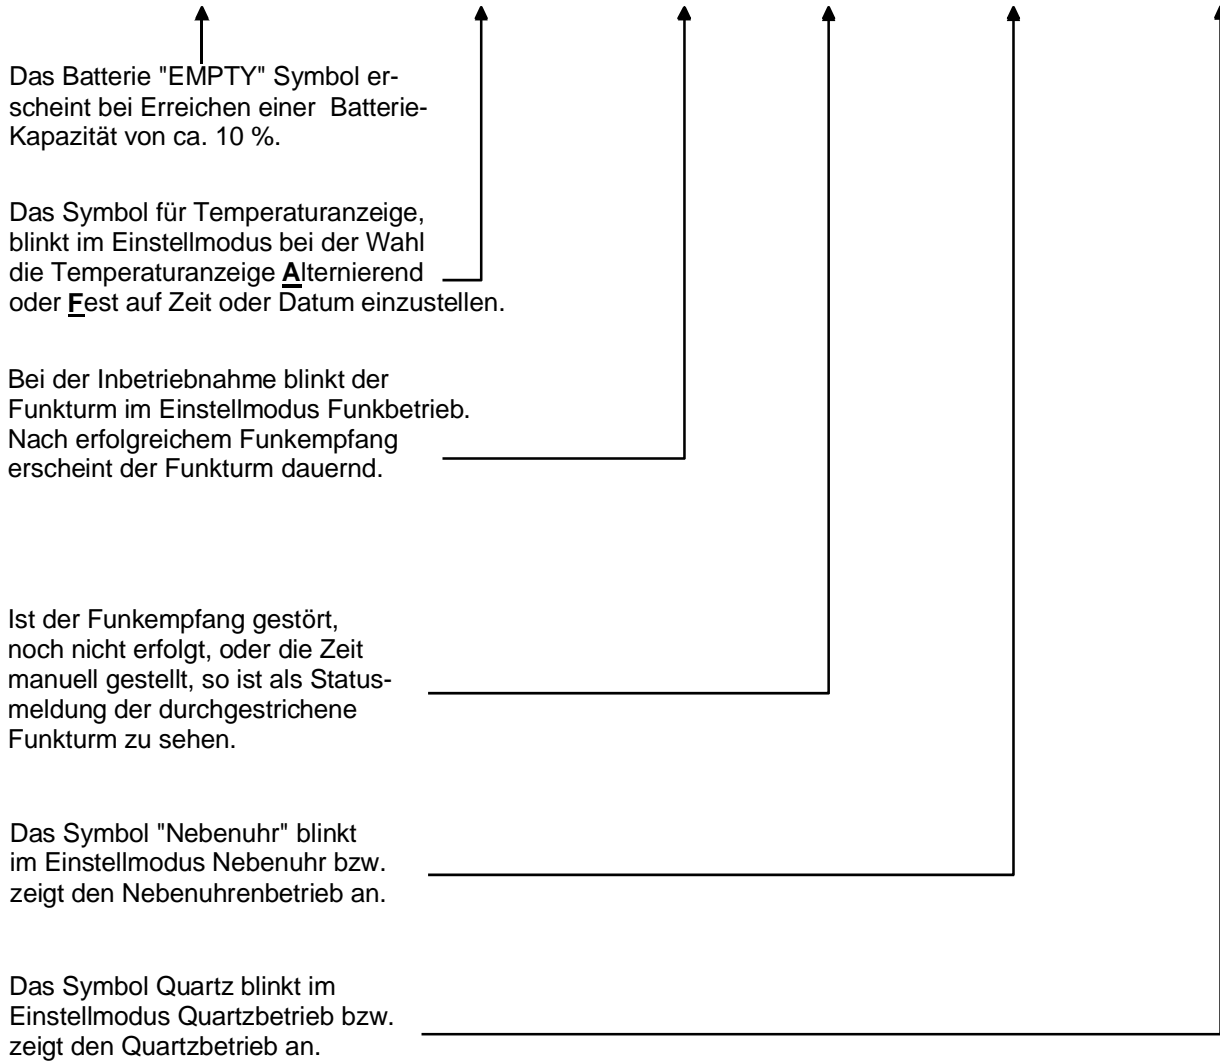 Das Batterie "EMPTY" Symbol er-
scheint bei Erreichen einer Batterie-
Kapazität von ca. 10 %.
Das Symbol für Temperaturanzeige,
blinkt im Einstellmodus bei der Wahl
die Temperaturanzeige Alternierend
oder Fest auf Zeit oder Datum einzustellen.
Bei der Inbetriebnahme blinkt der
Funkturm im Einstellmodus Funkbetrieb.
Nach erfolgreichem Funkempfang
erscheint der Funkturm dauernd.
Ist der Funkempfang gestört,
noch nicht erfolgt, oder die Zeit
manuell gestellt, so ist als Status-
meldung der durchgestrichene
Funkturm zu sehen.
Das Symbol "Nebenuhr" blinkt
im Einstellmodus Nebenuhr bzw.
zeigt den Nebenuhrenbetrieb an.
Das Symbol Quartz blinkt im
Einstellmodus Quartzbetrieb bzw.
zeigt den Quartzbetrieb an.